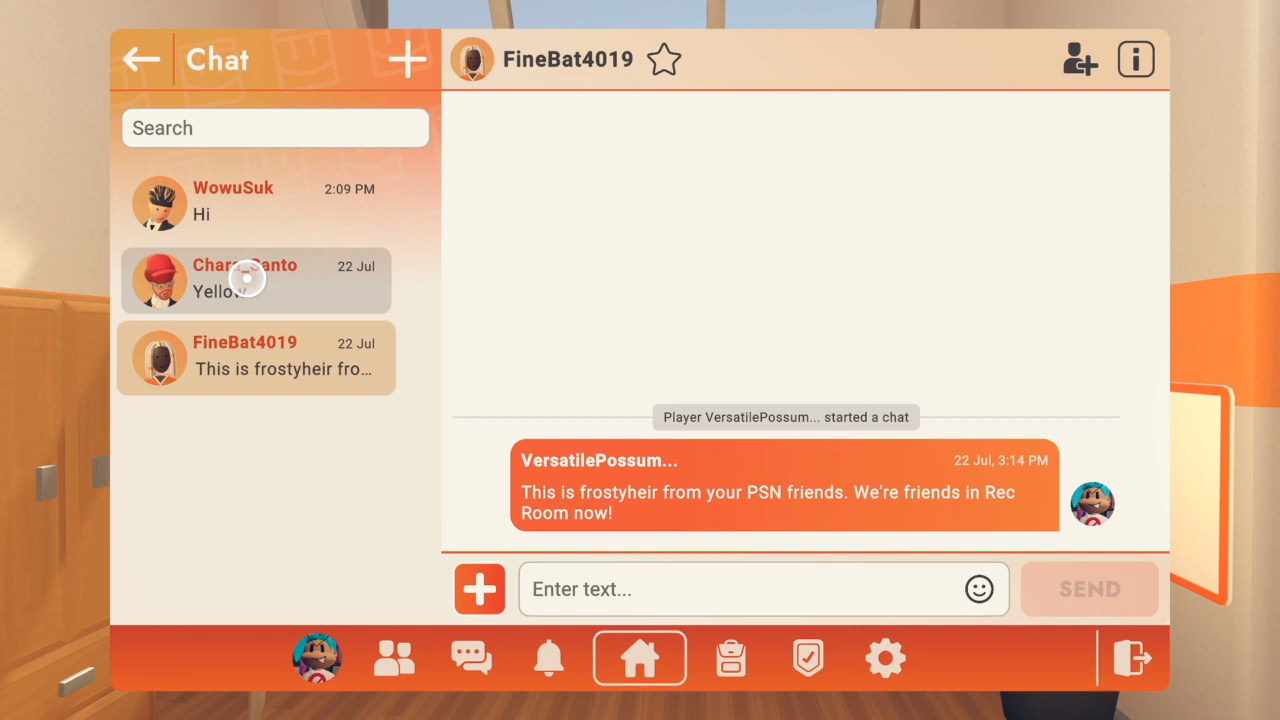 Chat
Search
WowuSuk 2:09 PM
Hi
Chara_Santo 22 Jul
Yellow
FineBat4019 22 Jul
This is frostyheir fro...
FineBat4019
Player VersatilePossum... started a chat
VersatilePossum... 22 Jul, 3:14 PM
This is frostyheir from your PSN friends. We're friends in Rec
Room now!
Enter text...
SEND